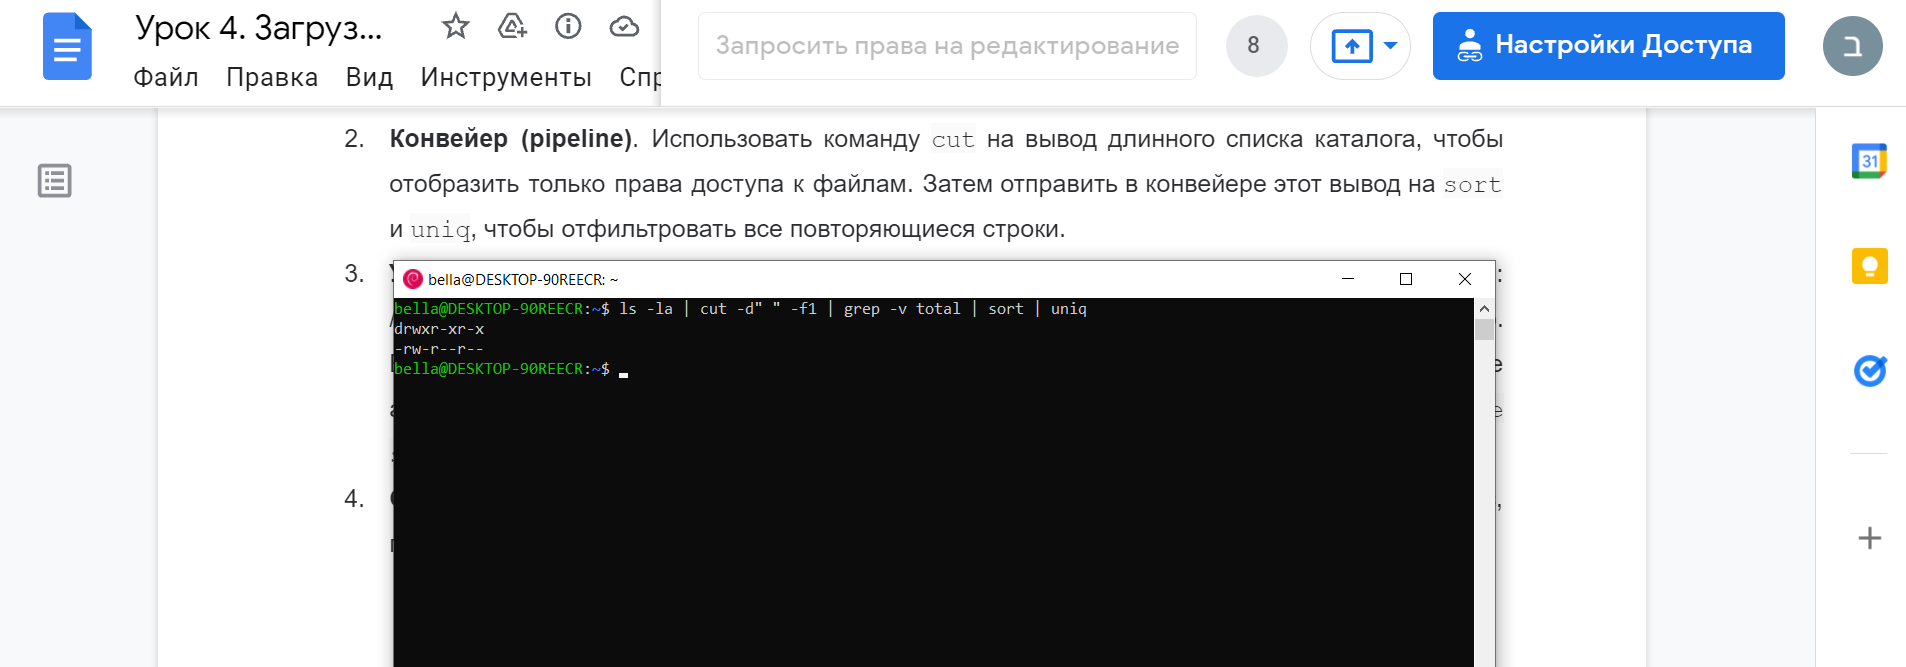 Урок 4. Загруз...
Файл Правка Вид Инструменты Спр
Запросить права на редактирование
8
Настройки Доступа
ב
31
2. Конвейер (pipeline). Использовать команду cut на вывод длинного списка каталога, чтобы
отобразить только права доступа к файлам. Затем отправить в конвейере этот вывод на sort
и uniq, чтобы отфильтровать все повторяющиеся строки.
3.
bella@DESKTOP-90REECR: ~
bella@DESKTOP-90REECR:~$ ls -la | cut -d" " -f1 | grep -v total | sort | uniq
drwxr-xr-x
-rw-r--r--
bella@DESKTOP-90REECR:~$
4.